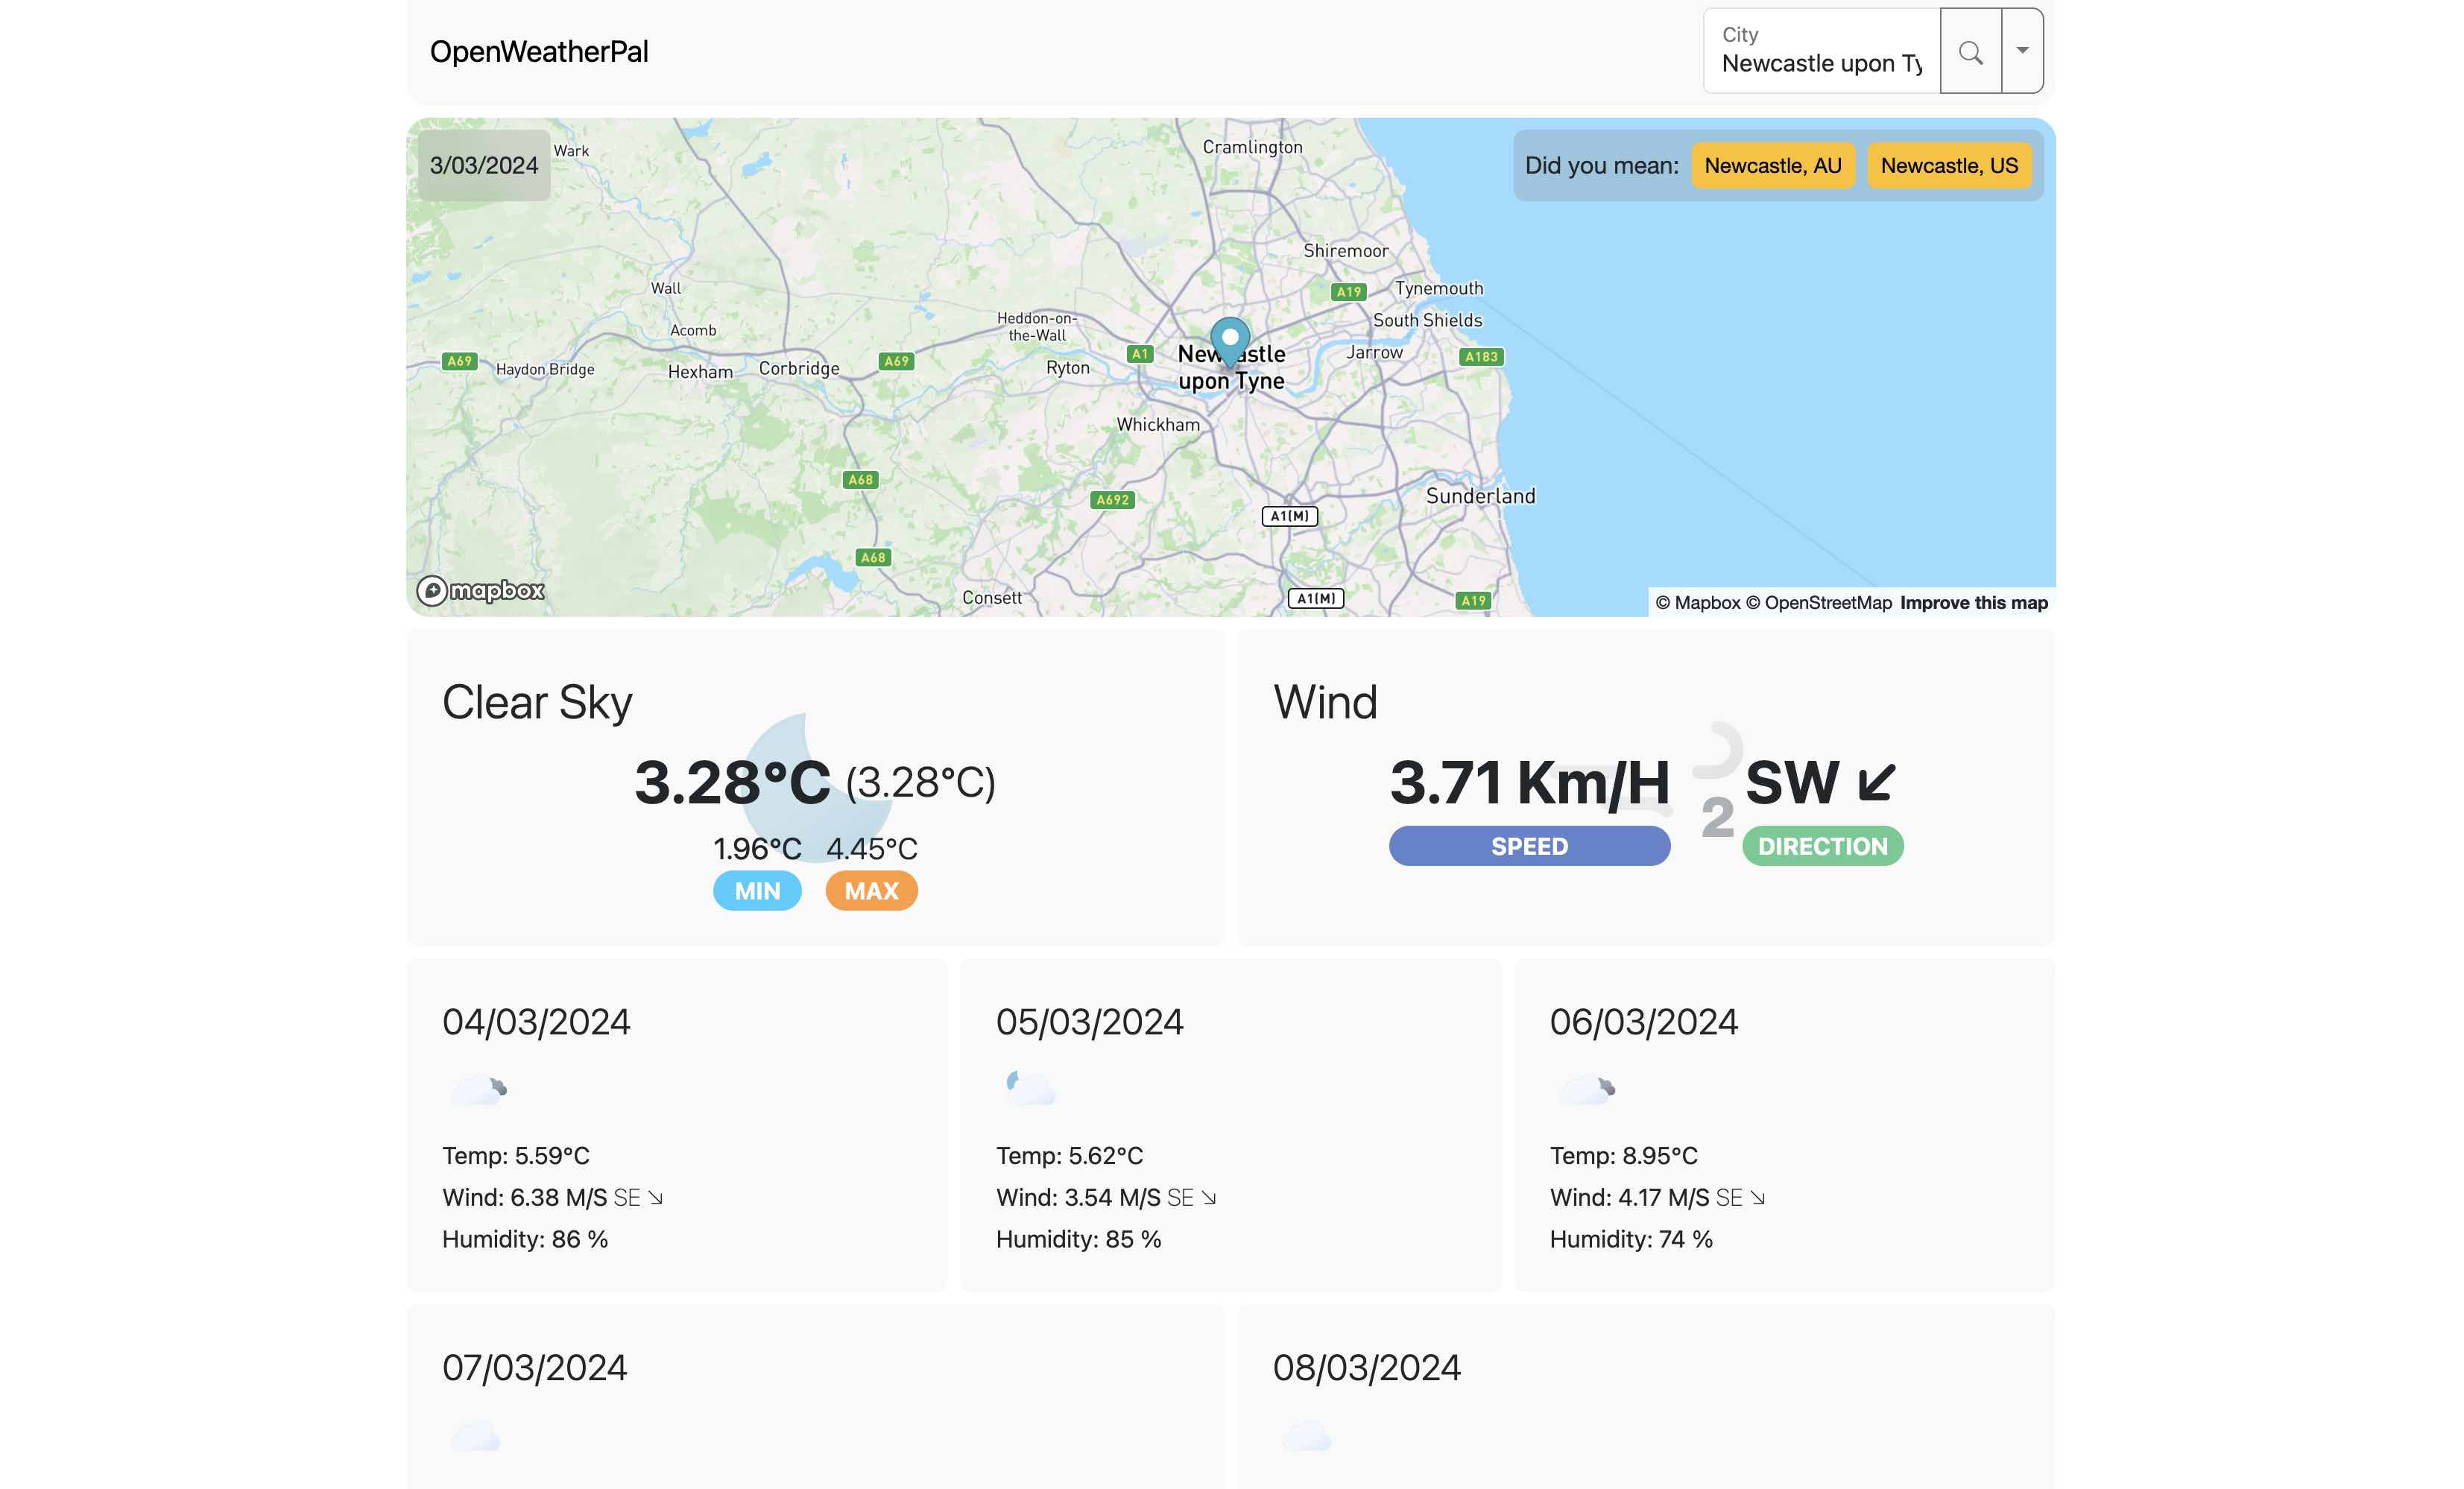 OpenWeatherPal
City
Newcastle upon Ty
3/03/2024
Did you mean: Newcastle, AU Newcastle, US
Wark
Cramlington
Shiremoor
Wall
A19
Tynemouth
Acomb
Heddon-on-
the-Wall
South Shields
A69
Haydon Bridge
Hexham
Corbridge
A69
Ryton
A1
Newcastle
upon Tyne
Jarrow
A183
Whickham
A68
A692
Sunderland
A1(M)
A68
Consett
A1(M)
A19
mapbox
© Mapbox © OpenStreetMap Improve this map
Clear Sky
3.28°C (3.28°C)
1.96°C 4.45°C
MIN MAX
Wind
3.71 Km/H
SPEED
2
SW ↙
DIRECTION
04/03/2024
Temp: 5.59°C
Wind: 6.38 M/S SE ↘
Humidity: 86 %
05/03/2024
Temp: 5.62°C
Wind: 3.54 M/S SE ↘
Humidity: 85 %
06/03/2024
Temp: 8.95°C
Wind: 4.17 M/S SE ↘
Humidity: 74 %
07/03/2024
08/03/2024